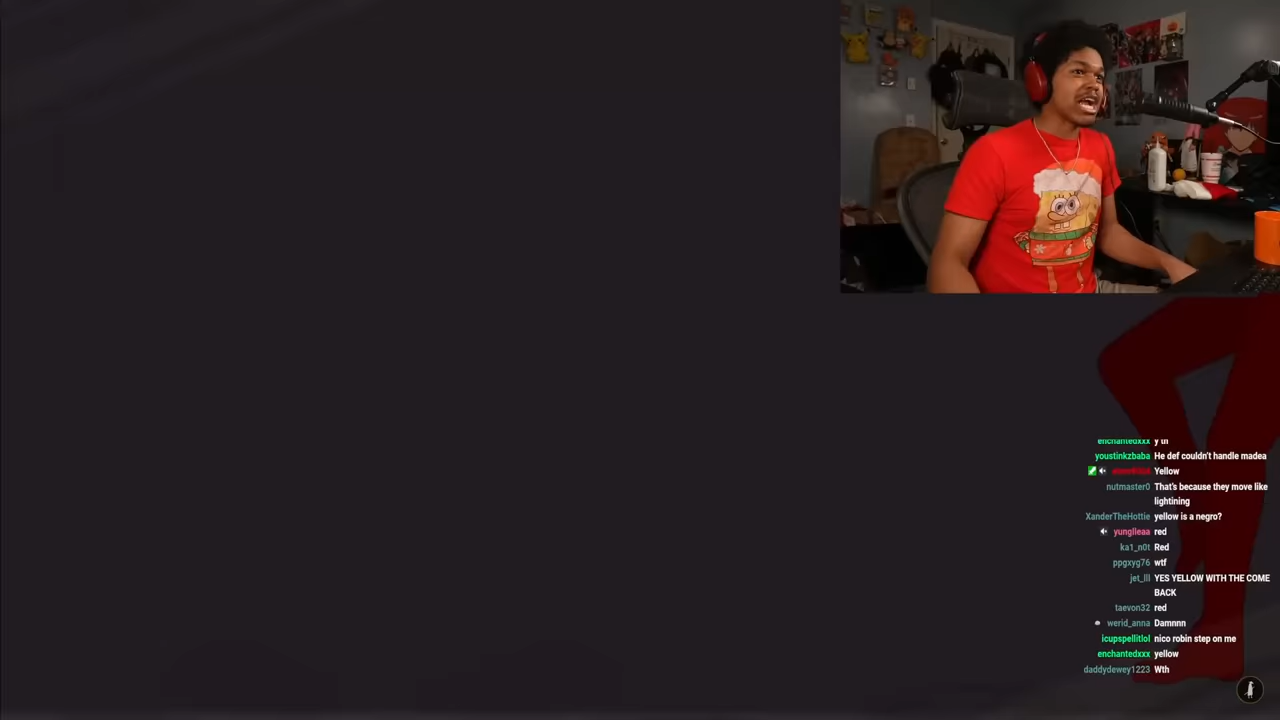 enchantedxxx
youstinkzbaba He def couldn't handle madea
Yellow
nutmaster0 That's because they move like
lightining
XanderTheHottie yellow is a negro?
yunglleaa red
ka1_n0t Red
ppgxyg76 wtf
jet_lll YES YELLOW WITH THE COME
BACK
taevon32 red
werid_anna Damnnn
icupspellitlol nico robin step on me
enchantedxxx yellow
daddydewey1223 Wth